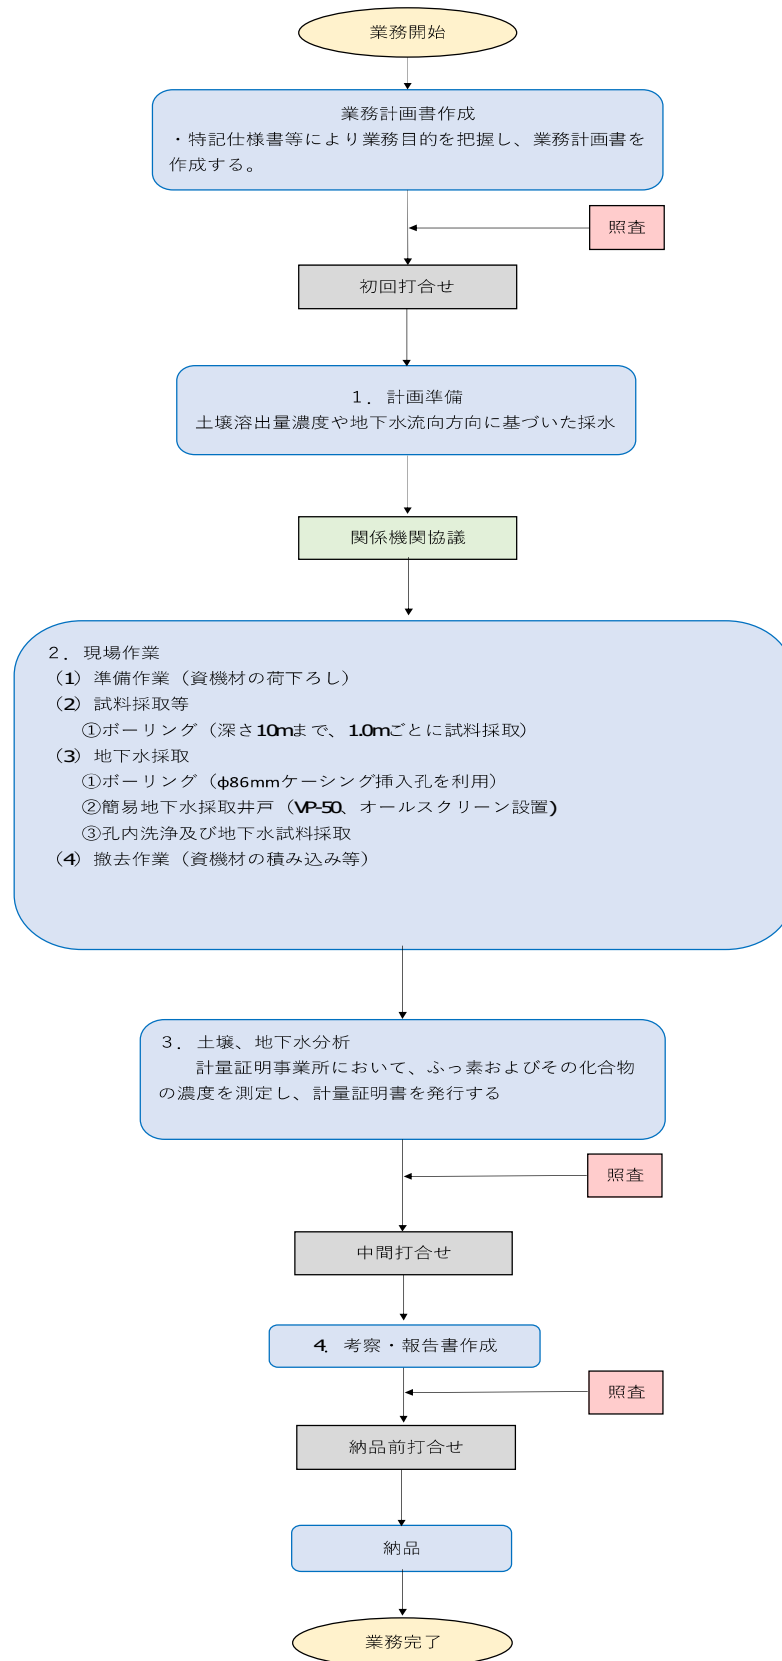 業務開始
業務計画書作成
・特記仕様書等により業務目的を把握し、業務計画書を
作成する。
照査
初回打合せ
１．計画準備
土壌溶出量濃度や地下水流向方向に基づいた採水
関係機関協議
２．現場作業
（1）準備作業（資機材の荷下ろし）
（2）試料採取等
①ボーリング（深さ10mまで、1.0mごとに試料採取）
（3）地下水採取
①ボーリング（φ86mmケーシング挿入孔を利用）
②簡易地下水採取井戸（VP-50、オールスクリーン設置)
③孔内洗浄及び地下水試料採取
（4）撤去作業（資機材の積み込み等）
３．土壌、地下水分析
計量証明事業所において、ふっ素およびその化合物
の濃度を測定し、計量証明書を発行する
照査
中間打合せ
4．考察・報告書作成
照査
納品前打合せ
納品
業務完了